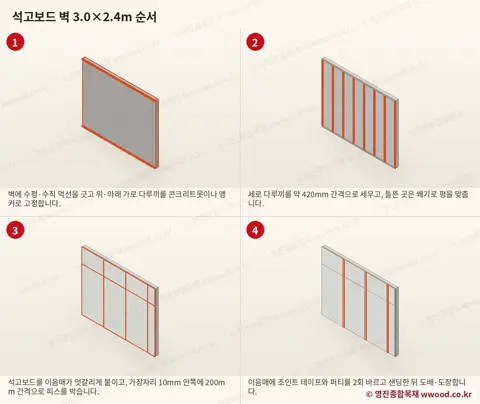 석고보드 벽 3.0×2.4m 순서
1
벽에 수평·수직 먹선을 긋고 위·아래 가로 다루끼를 콘크리트못이나 앵
커로 고정합니다.
2
세로 다루끼를 약 420mm 간격으로 세우고, 들뜬 곳은 쐐기로 평을 맞춥
니다.
3
석고보드를 이음매가 엇갈리게 붙이고, 가장자리 10mm 안쪽에 200m
m 간격으로 피스를 박습니다.
4
이음매에 조인트 테이프와 퍼티를 2회 바르고 샌딩한 뒤 도배·도장합니
다.
© 영진종합목재 wwood.co.kr